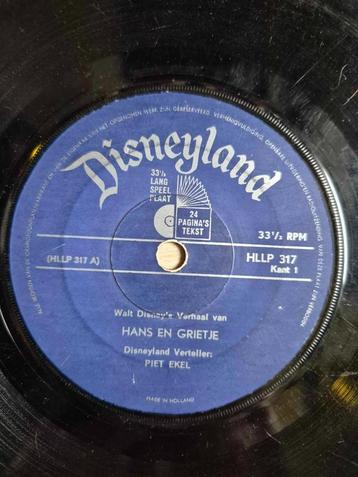 Disneyland
33⅓
LANG
SPEEL
PLAAT
24
PAGINA'S
TEKST
33⅓ RPM
(HLLP 317 A)
HLLP 317
Kant 1
Walt Disney's Verhaal van
HANS EN GRIETJE
Disneyland Verteller:
PIET EKEL
MADE IN HOLLAND